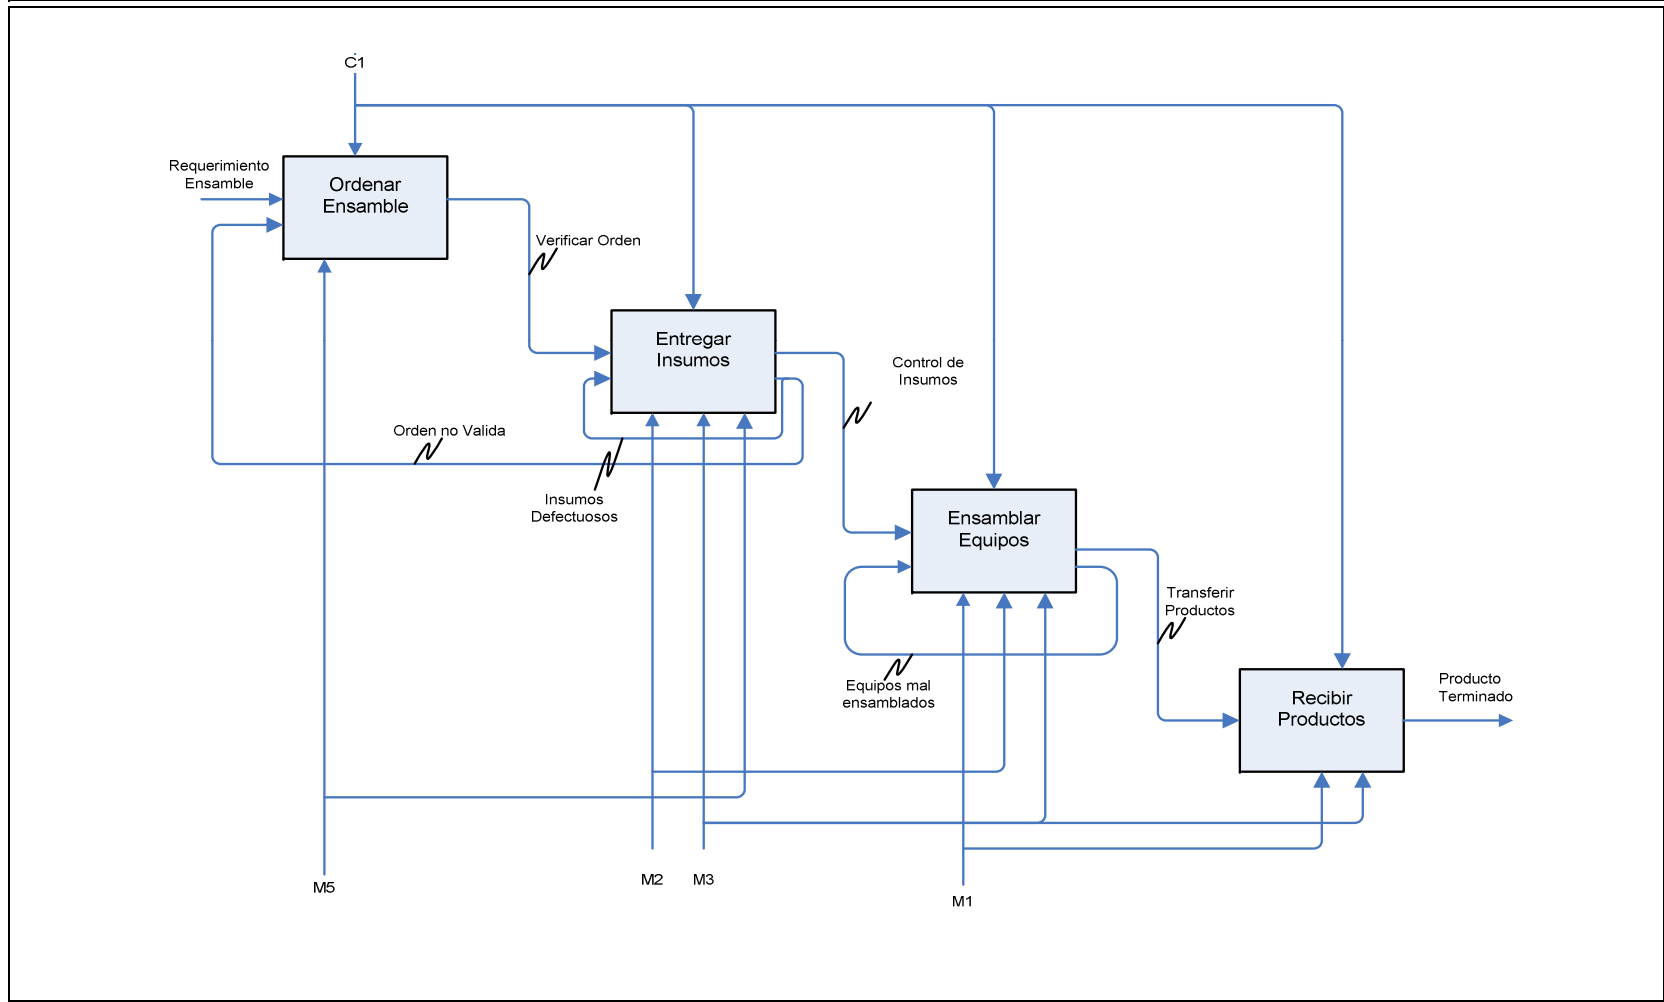 C1
Requerimiento
Ensamble
Ordenar
Ensamble
Verificar Orden
Entregar
Insumos
Control de
Insumos
Orden no Valida
Insumos
Defectuosos
Ensamblar
Equipos
Transferir
Productos
Equipos mal
ensamblados
Recibir
Productos
Producto
Terminado
M5
M2
M3
M1